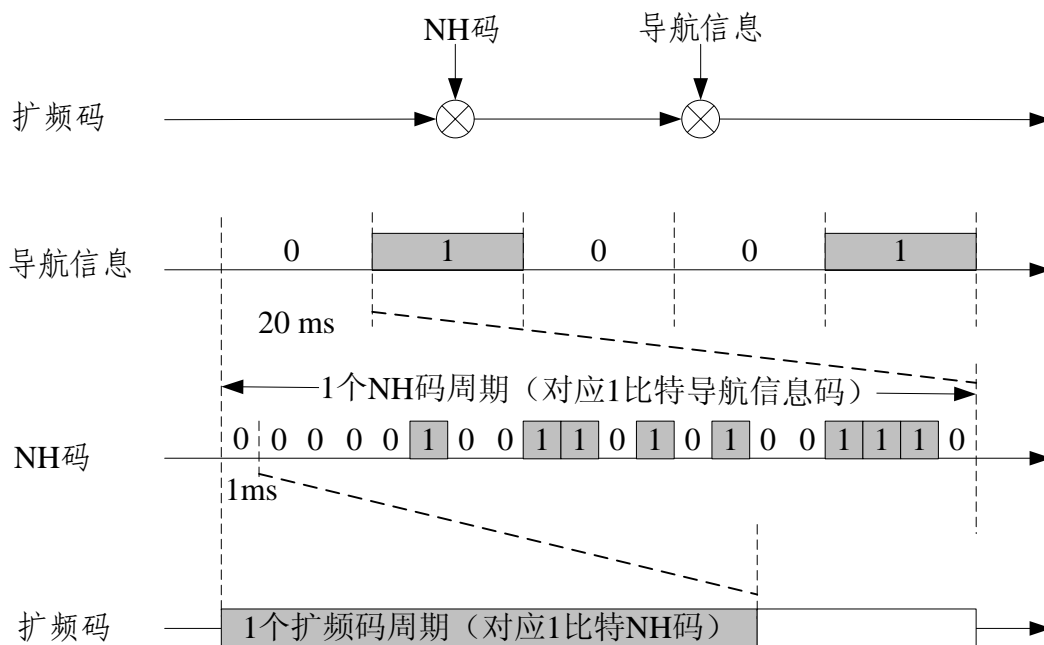 NH码 导航信息
扩频码
导航信息 0 1 0 0 1
20 ms
1个NH码周期（对应1比特导航信息码）
NH码 0 0 0 0 0 1 0 0 1 1 0 1 0 1 0 0 1 1 1 0
1ms
扩频码 1个扩频码周期（对应1比特NH码）